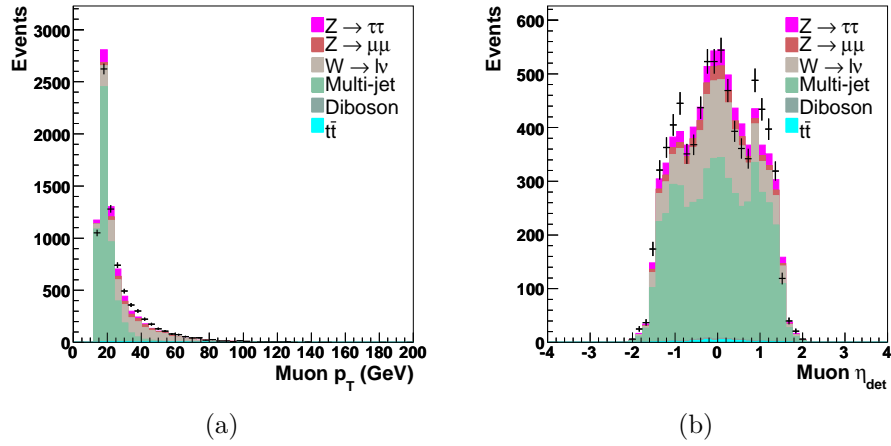 Events
3000
2500
2000
1500
1000
500
0
Z → ττ
Z → μμ
W → lν
Multi-jet
Diboson
tt̄
0 20 40 60 80 100 120 140 160 180 200
Muon p_T (GeV)
(a)
Events
600
500
400
300
200
100
0
Z → ττ
Z → μμ
W → lν
Multi-jet
Diboson
tt̄
-4 -3 -2 -1 0 1 2 3 4
Muon η_det
(b)